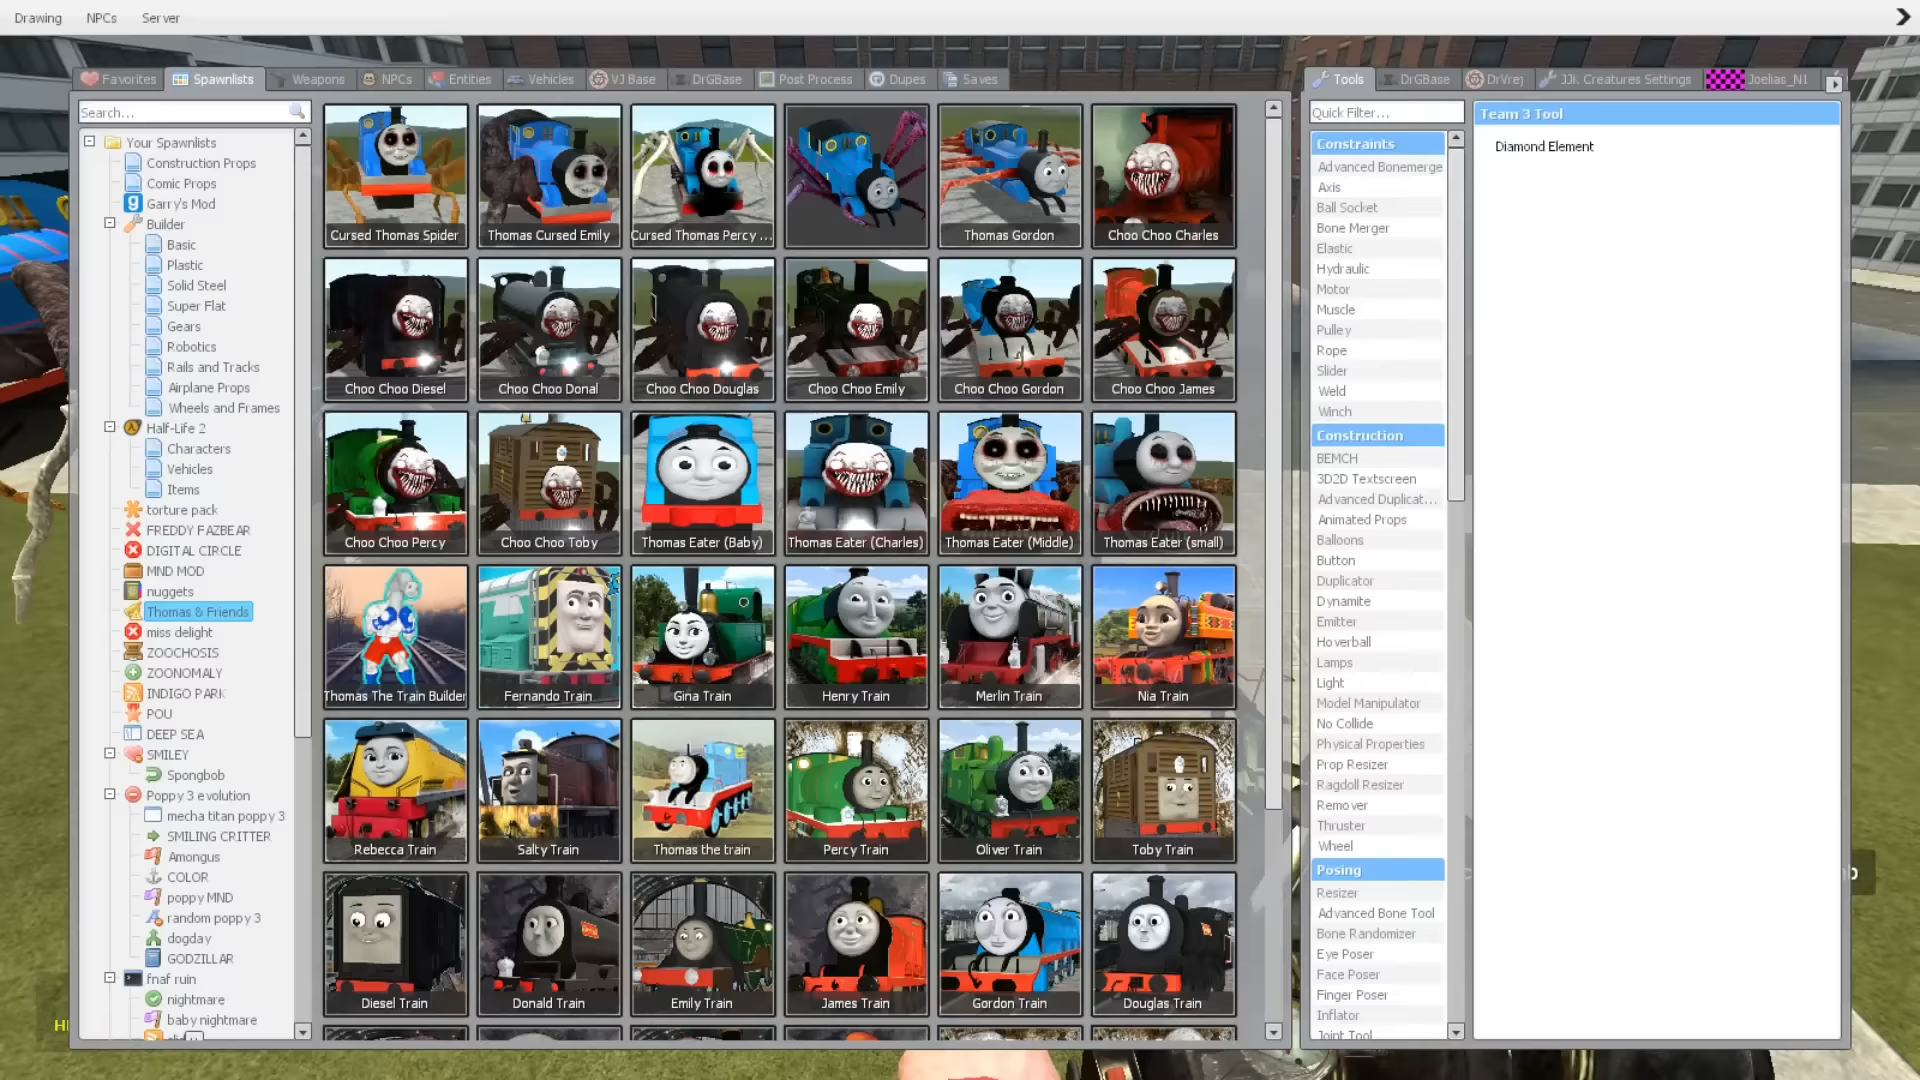 Drawing NPCs Server
Favorites Spawnlists Weapons NPCs Entities Vehicles VJ Base DrGBase Post Process Dupes Saves
Search...
Your Spawnlists
Construction Props
Comic Props
Garry's Mod
Builder
Basic
Plastic
Solid Steel
Super Flat
Gears
Robotics
Rails and Tracks
Airplane Props
Wheels and Frames
Half-Life 2
Characters
Vehicles
Items
torture pack
FREDDY FAZBEAR
DIGITAL CIRCLE
MND MOD
nuggets
Thomas & Friends
miss delight
ZOOCHOSIS
ZOONOMALY
INDIGO PARK
POU
DEEP SEA
SMILEY
Spongbob
Poppy 3 evolution
mecha titan poppy 3
SMILING CRITTER
Amongus
COLOR
poppy MND
random poppy 3
dogday
GODZILLAR
fnaf ruin
nightmare
baby nightmare
Cursed Thomas Spider Thomas Cursed Emily Cursed Thomas Percy ... Thomas Gordon Choo Choo Charles
Choo Choo Diesel Choo Choo Donal Choo Choo Douglas Choo Choo Emily Choo Choo Gordon Choo Choo James
Choo Choo Percy Choo Choo Toby Thomas Eater (Baby) Thomas Eater (Charles) Thomas Eater (Middle) Thomas Eater (small)
Thomas The Train Builder Fernando Train Gina Train Henry Train Merlin Train Nia Train
Rebecca Train Salty Train Thomas the train Percy Train Oliver Train Toby Train
Diesel Train Donald Train Emily Train James Train Gordon Train Douglas Train
Tools DrGBase DrVrej JJK Creatures Settings Joelias_N1
Quick Filter...
Constraints
Advanced Bonemerge
Axis
Ball Socket
Bone Merger
Elastic
Hydraulic
Motor
Muscle
Pulley
Rope
Slider
Weld
Winch
Construction
BEMCH
3D2D Textscreen
Advanced Duplicat...
Animated Props
Balloons
Button
Duplicator
Dynamite
Emitter
Hoverball
Lamps
Light
Model Manipulator
No Collide
Physical Properties
Prop Resizer
Ragdoll Resizer
Remover
Thruster
Wheel
Posing
Resizer
Advanced Bone Tool
Bone Randomizer
Eye Poser
Face Poser
Finger Poser
Inflator
Joint Tool
Team 3 Tool
Diamond Element